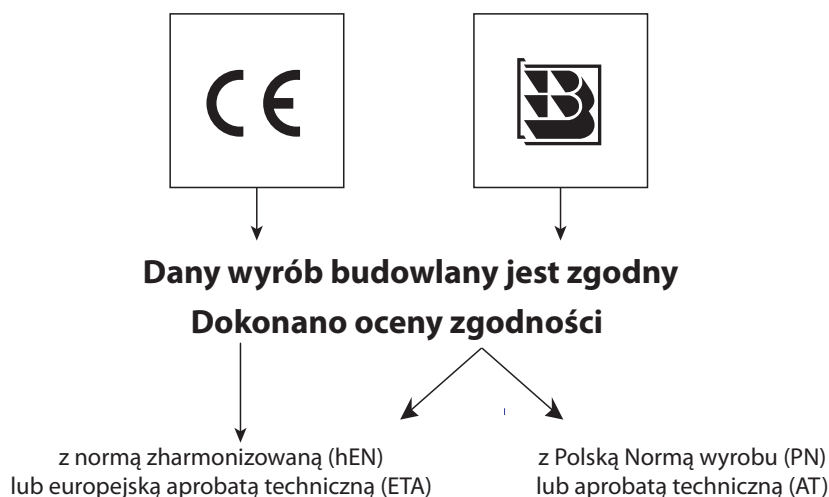 CE
B
Dany wyrób budowlany jest zgodny
Dokonano oceny zgodności
z normą zharmonizowaną (hEN)
lub europejską aprobatą techniczną (ETA)
z Polską Normą wyrobu (PN)
lub aprobatą techniczną (AT)